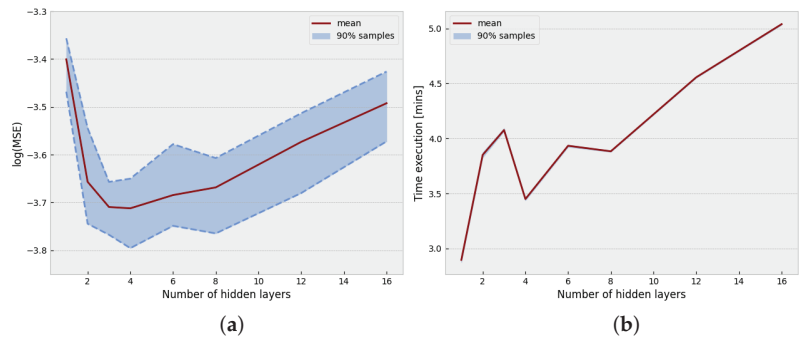 −3.3
−3.4
−3.5
−3.6
−3.7
−3.8
log(MSE)
mean
90% samples
2 4 6 8 10 12 14 16
Number of hidden layers
(a)
5.0
4.5
4.0
3.5
3.0
Time execution [mins]
mean
90% samples
2 4 6 8 10 12 14 16
Number of hidden layers
(b)